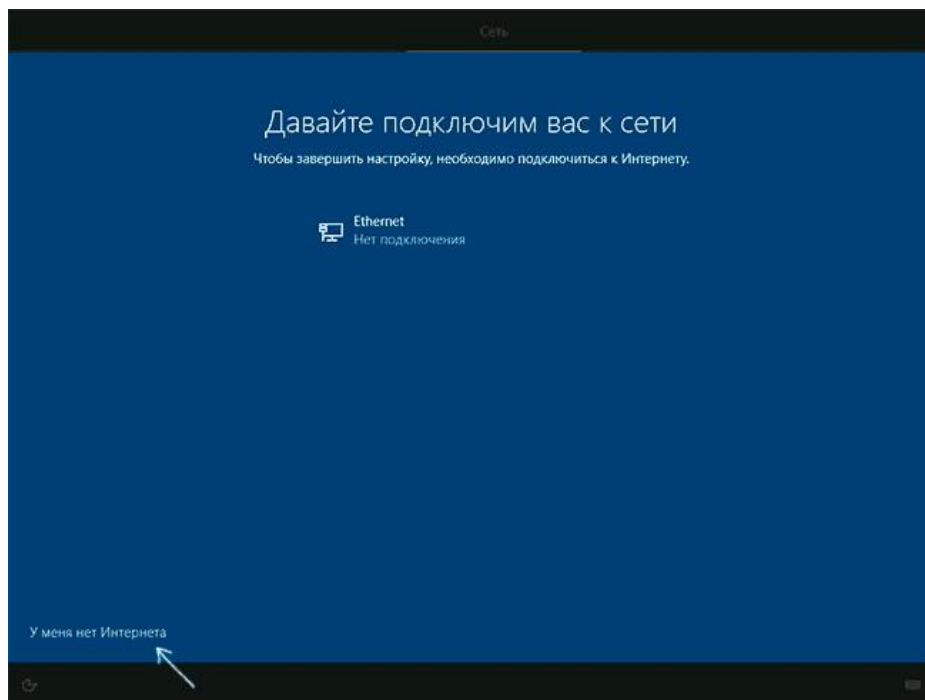 Сеть
Давайте подключим вас к сети
Чтобы завершить настройку, необходимо подключиться к Интернету.
Ethernet
Нет подключения
У меня нет Интернета